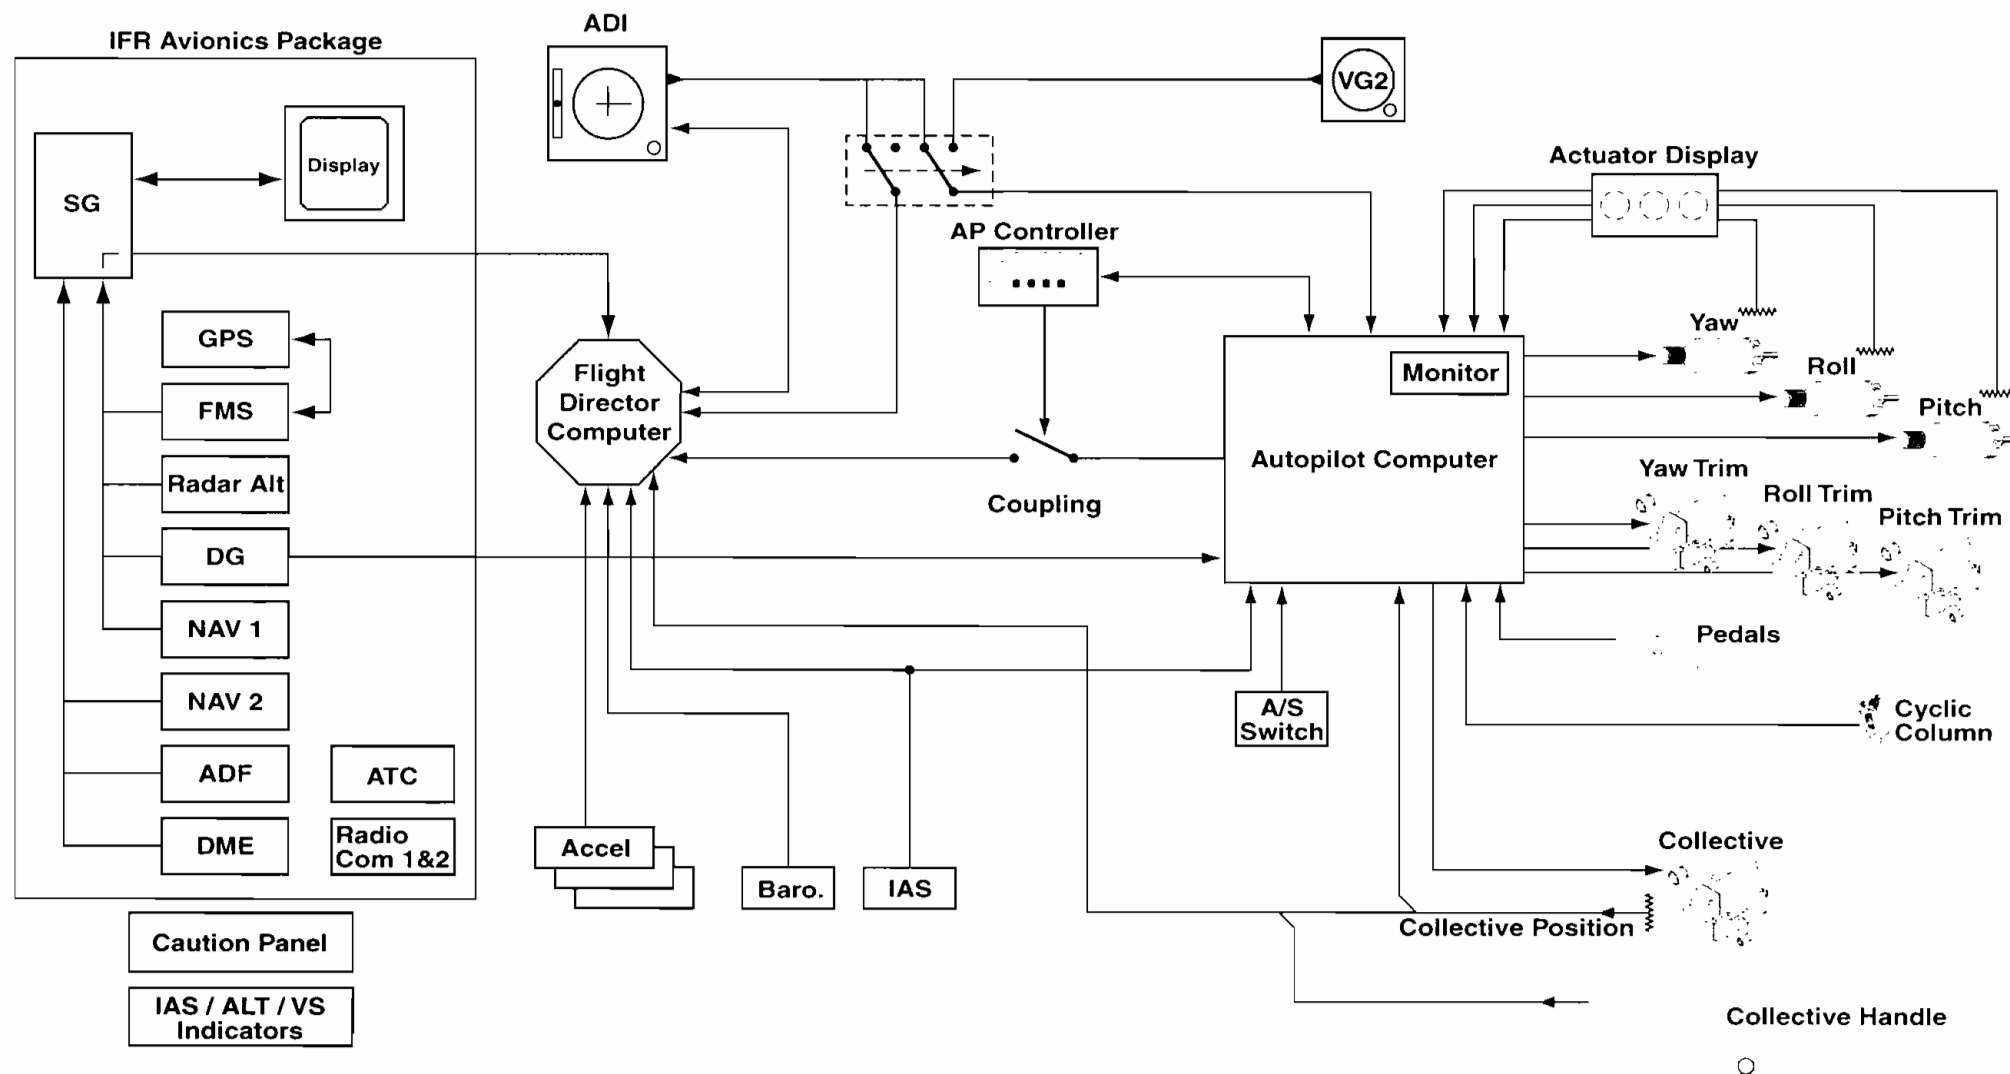 IFR Avionics Package
SG
Display
GPS
FMS
Radar Alt
DG
NAV 1
NAV 2
ADF
DME
ATC
Radio
Com 1&2
Caution Panel
IAS / ALT / VS
Indicators
ADI
VG2
Flight
Director
Computer
AP Controller
Coupling
Accel
Baro.
IAS
Actuator Display
Monitor
Autopilot Computer
A/S
Switch
Yaw
Roll
Pitch
Yaw Trim
Roll Trim
Pitch Trim
Pedals
Cyclic
Column
Collective
Collective Position
Collective Handle